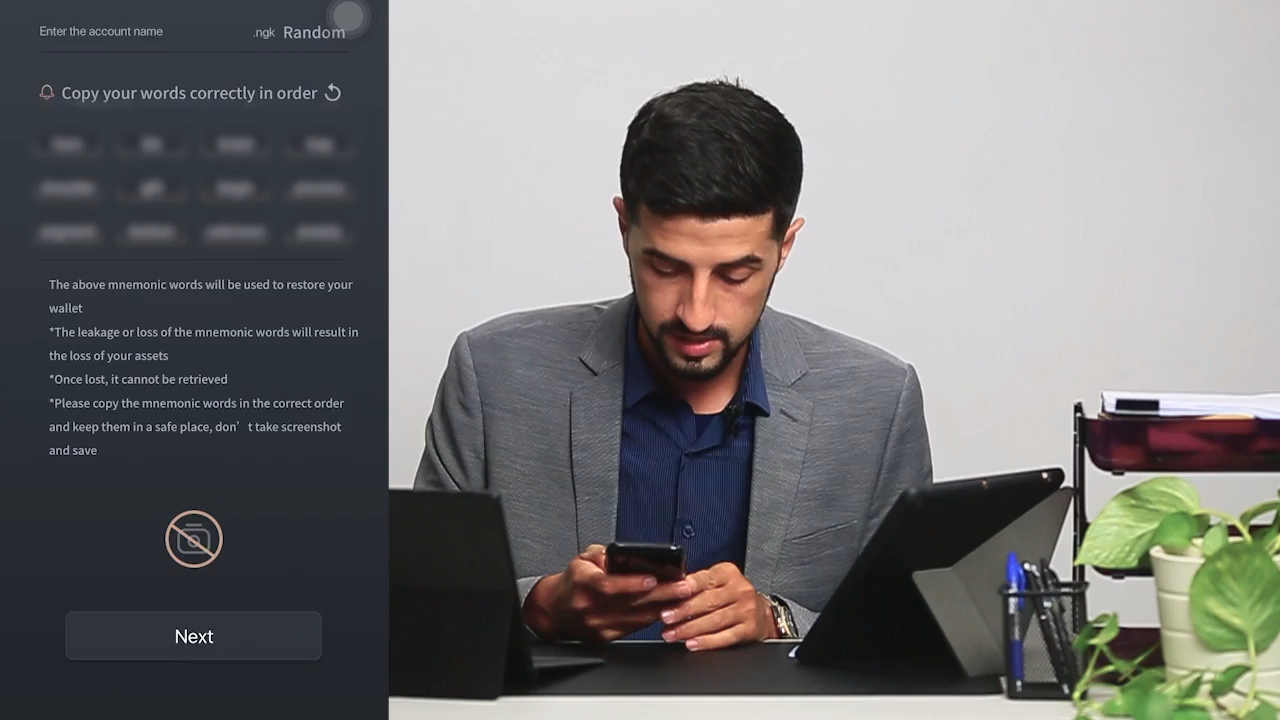 Enter the account name .ngk Random
Copy your words correctly in order
The above mnemonic words will be used to restore your
wallet
*The leakage or loss of the mnemonic words will result in
the loss of your assets
*Once lost, it cannot be retrieved
*Please copy the mnemonic words in the correct order
and keep them in a safe place, don’ t take screenshot
and save
Next